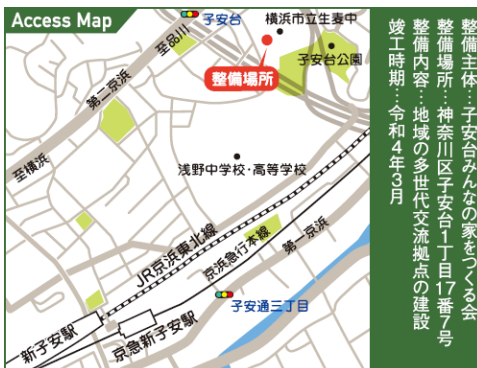 Access Map
子安台
横浜市立生麦中
至品川
子安台公園
整備場所
第二京浜
至横浜
浅野中学校・高等学校
JR京浜東北線
京浜急行本線
第一京浜
子安通三丁目
新子安駅
京急新子安駅
整備主体…子安台みんなの家をつくる会
整備場所…神奈川区子安台1丁目17番7号
整備内容…地域の多世代交流拠点の建設
竣工時期…令和4年3月